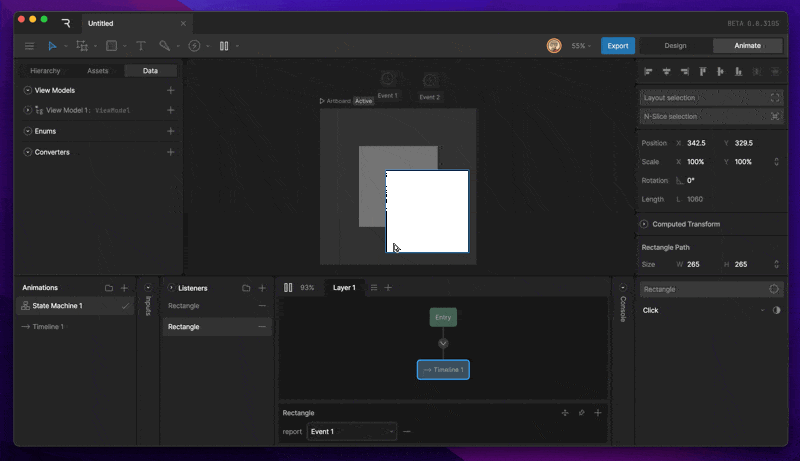 Untitled
BETA 0.8.3105
55%
Export
Design
Animate
Hierarchy
Assets
Data
View Models
View Model 1: ViewModel
Enums
Converters
Event 1
Event 2
Artboard
Active
Layout selection
N-Slice selection
Position X 342.5 Y 329.5
Scale X 100% Y 100%
Rotation 0°
Length L 1060
Computed Transform
Rectangle Path
Size W 265 H 265
Animations
State Machine 1
Timeline 1
Inputs
Listeners
Rectangle
Rectangle
93%
Layer 1
Entry
Timeline 1
Rectangle
report Event 1
Console
Rectangle
Click